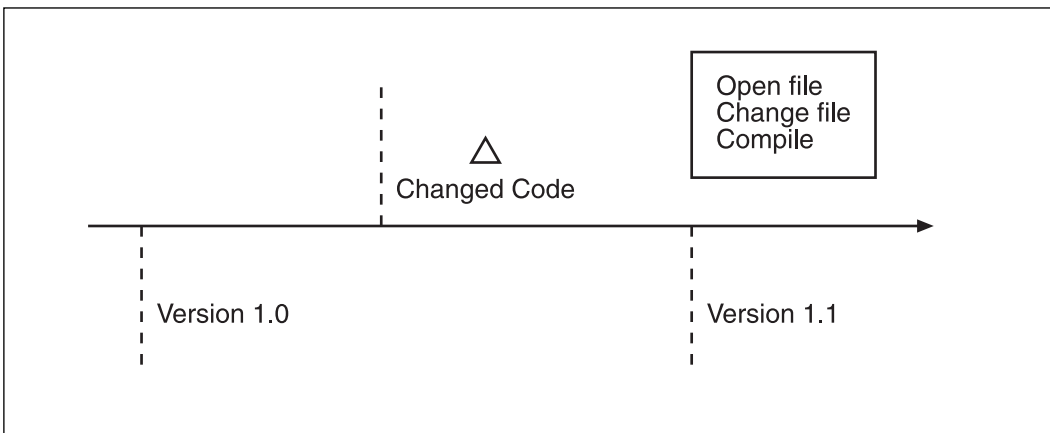 Open file
Change file
Compile
Changed Code
Version 1.0
Version 1.1